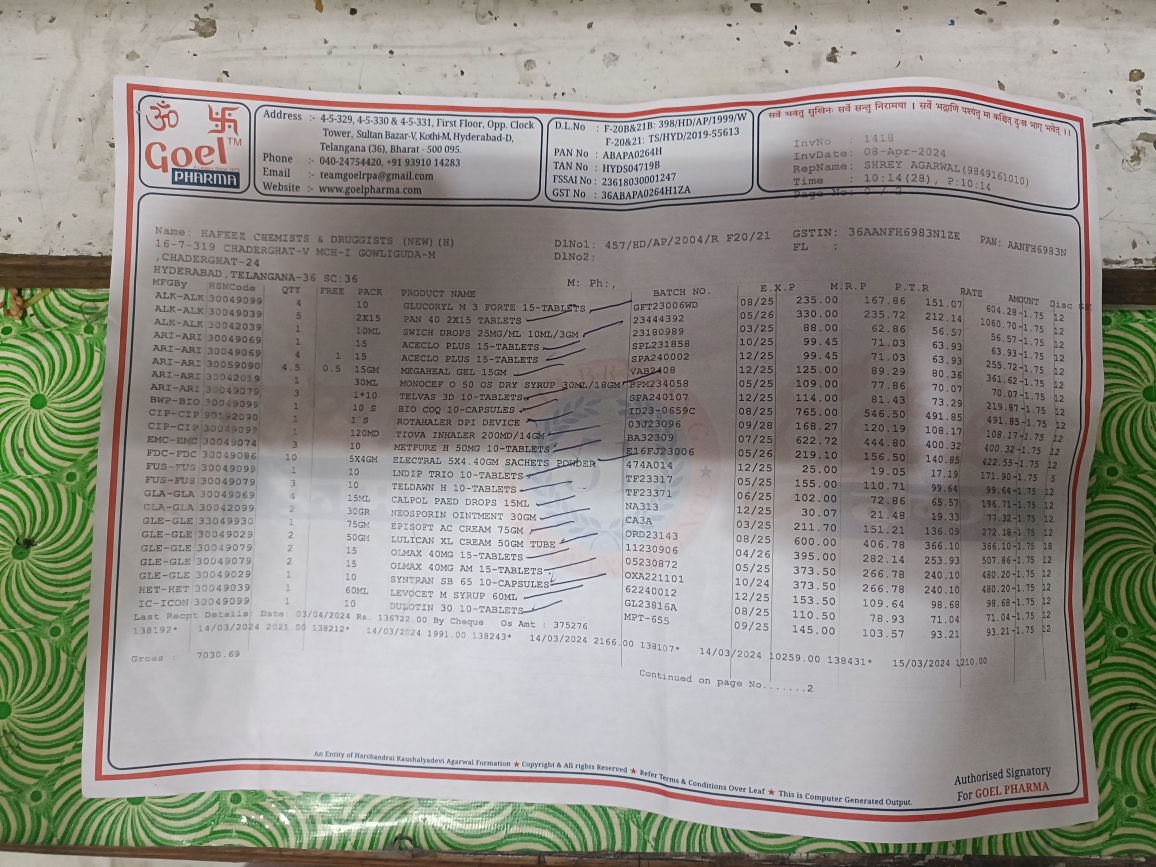 ॐ 卐
Goel TM
PHARMA
Address :- 4-5-329, 4-5-330 & 4-5-331, First Floor, Opp. Clock
Tower, Sultan Bazar-V, Kothi-M, Hyderabad-D,
Telangana (36), Bharat - 500 095.
Phone :- 040-24754420, +91 93910 14283
Email :- teamgoelrpa@gmail.com
Website :- www.goelpharma.com
D.L.No : F-20B&21B: 398/HD/AP/1999/W
F-20&21: TS/HYD/2019-55613
PAN No : ABAPA0264H
TAN No : HYDS04719B
FSSAI No : 23618030001247
GST No : 36ABAPA0264H1ZA
सर्वे भवन्तु सुखिनः सर्वे सन्तु निरामया । सर्वे भद्राणि पश्यंतु मा कश्चित् दुःख भाग् भवेत् ।।
InvNo : 1418
InvDate: 08-Apr-2024
RepName: SHREY AGARWAL(9849161010)
Time : 10:14(28), P:10:14
Page No: 0 / 2
Name: HAFEEZ CHEMISTS & DRUGGISTS (NEW)(H)
16-7-319 CHADERGHAT-V MCH-I GOWLIGUDA-M
,CHADERGHAT-24
HYDERABAD,TELANGANA-36 SC:36
DlNo1: 457/HD/AP/2004/R F20/21
DlNo2:
M: Ph:,
GSTIN: 36AANFH6983N1ZE PAN: AANFH6983N
FL :
MFGBy HSNCode QTY FREE PACK PRODUCT NAME BATCH NO. E.X.P M.R.P P.T.R RATE AMOUNT Disc
ALK-ALK 30049099 4 10 GLUCORYL M 3 FORTE 15-TABLETS GFT23006WD 08/25 235.00 167.86 151.07 604.28-1.75 12
ALK-ALK 30049039 5 2X15 PAN 40 2X15 TABLETS 23444392 05/26 330.00 235.72 212.14 1060.70-1.75 12
ALK-ALK 30042039 1 10ML SWICH DROPS 25MG/ML 10ML/3GM 23180989 03/25 88.00 62.86 56.57 56.57-1.75 12
ARI-ARI 30049069 1 15 ACECLO PLUS 15-TABLETS SPL231858 10/25 99.45 71.03 63.93 63.93-1.75 12
ARI-ARI 30049069 4 1 15 ACECLO PLUS 15-TABLETS SPA240002 12/25 99.45 71.03 63.93 255.72-1.75 12
ARI-ARI 30059090 4.5 0.5 15GM MEGAHEAL GEL 15GM VAB2408 12/25 125.00 89.29 80.36 361.62-1.75 12
ARI-ARI 30042019 1 30ML MONOCEF O 50 OS DRY SYRUP 30ML/18GM BPM234058 05/25 109.00 77.86 70.07 70.07-1.75 12
ARI-ARI 30049079 3 1*10 TELVAS 3D 10-TABLETS SPA240107 12/25 114.00 81.43 73.29 219.87-1.75 12
BWP-BIO 30049099 1 10 S BIO COQ 10-CAPSULES ID23-0659C 08/25 765.00 546.50 491.85 491.85-1.75 12
CIP-CIP 90192090 1 1 S ROTAHALER DPI DEVICE 03J23096 09/28 168.27 120.19 108.17 108.17-1.75 12
CIP-CIP 30049099 1 120MD TIOVA INHALER 200MD/14GM BA32309 07/25 622.72 444.80 400.32 400.32-1.75 12
EMC-EMC 30049074 3 10 METPURE H 50MG 10-TABLETS E16FJ23006 05/26 219.10 156.50 140.85 422.55-1.75 12
FDC-FDC 30049086 10 5X4GM ELECTRAL 5X4.40GM SACHETS POWDER 474A014 12/25 25.00 19.05 17.19 171.90-1.75 5
FUS-FUS 30049099 1 10 LNDIP TRIO 10-TABLETS TF23317 05/25 155.00 110.71 99.64 99.64-1.75 12
FUS-FUS 30049079 3 10 TELDAWN H 10-TABLETS TF23371 06/25 102.00 72.86 65.57 196.71-1.75 12
GLA-GLA 30049069 4 15ML CALPOL PAED DROPS 15ML NA313 12/25 30.07 21.48 19.33 77.32-1.75 12
GLA-GLA 30042099 2 30GR NEOSPORIN OINTMENT 30GM CA3A 03/25 211.70 151.21 136.09 272.18-1.75 12
GLE-GLE 33049930 1 75GM EPISOFT AC CREAM 75GM ORD23143 08/25 600.00 406.78 366.10 366.10-1.75 18
GLE-GLE 30049029 2 50GM LULICAN XL CREAM 50GM TUBE 11230906 04/26 395.00 282.14 253.93 507.86-1.75 12
GLE-GLE 30049079 2 15 OLMAX 40MG 15-TABLETS 05230872 05/25 373.50 266.78 240.10 480.20-1.75 12
GLE-GLE 30049079 2 15 OLMAX 40MG AM 15-TABLETS OXA221101 10/24 373.50 266.78 240.10 480.20-1.75 12
GLE-GLE 30049029 1 10 SYNTRAN SB 65 10-CAPSULES 62240012 12/25 153.50 109.64 98.68 98.68-1.75 12
HET-HET 30049039 1 60ML LEVOCET M SYRUP 60ML GL23816A 08/25 110.50 78.93 71.04 71.04-1.75 12
IC-ICON 30049099 1 10 DULOTIN 30 10-TABLETS MPT-655 09/25 145.00 103.57 93.21 93.21-1.75 12
Last Recpt Details: Date: 03/04/2024 Rs. 136722.00 By Cheque Os Amt : 375276
138192* 14/03/2024 2021.00 138212* 14/03/2024 1991.00 138243* 14/03/2024 2166.00 138107* 14/03/2024 10259.00 138431* 15/03/2024 1210.00
Gross : 7030.69
Continued on page No.......2
An Entity of Harchandrai Kaushalyadevi Agarwal Formation ★ Copyright & All rights Reserved ★ Refer Terms & Conditions Over Leaf ★ This is Computer Generated Output.
Authorised Signatory
For GOEL PHARMA